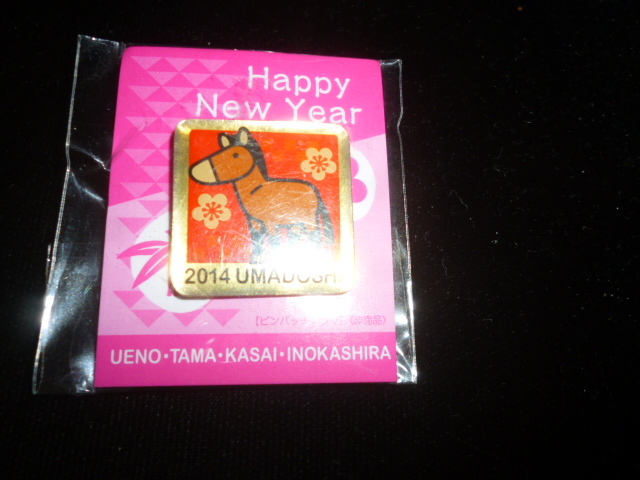 Happy
New Year
2014 UMADOSHI
UENO・TAMA・KASAI・INOKASHIRA